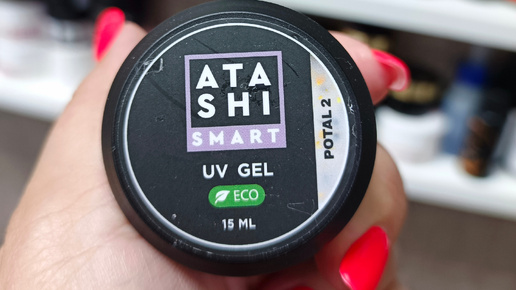 ATA
SHI
SMART
UV GEL
ECO
15 ML
POTAL 2